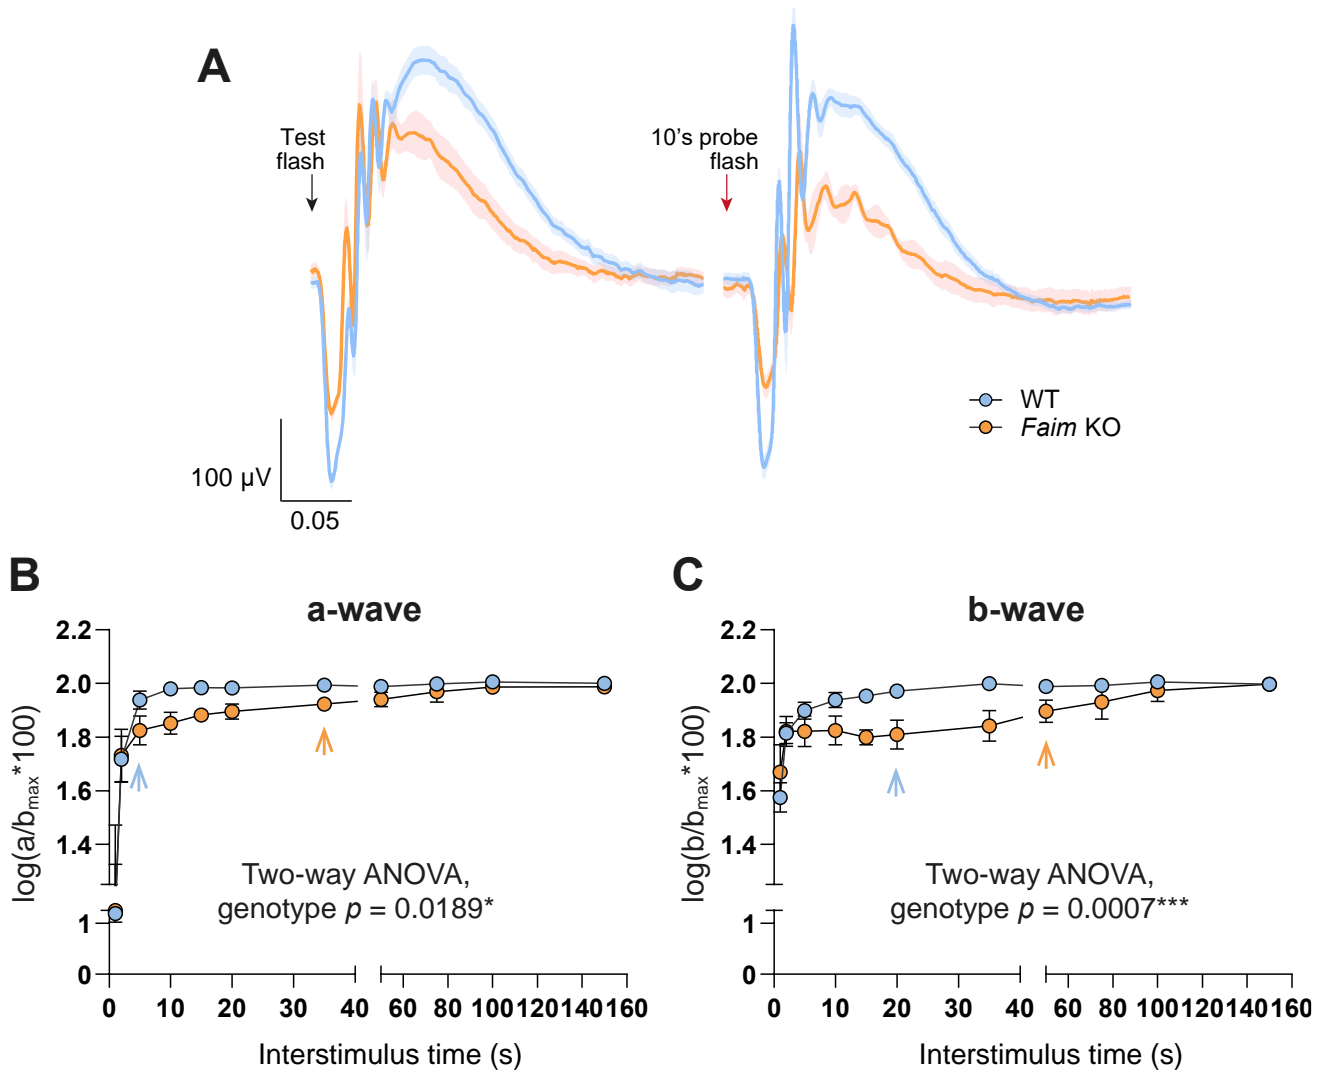 A
Test
flash
10's probe
flash
WT
Faim KO
100 µV
0.05
B
a-wave
log(a/bmax*100)
2.2
2.0
1.8
1.6
1.4
1
0
Two-way ANOVA,
genotype p = 0.0189*
0 10 20 30 40 60 80 100 120 140 160
Interstimulus time (s)
C
b-wave
log(b/bmax*100)
2.2
2.0
1.8
1.6
1.4
1
0
Two-way ANOVA,
genotype p = 0.0007***
0 10 20 30 40 60 80 100 120 140 160
Interstimulus time (s)